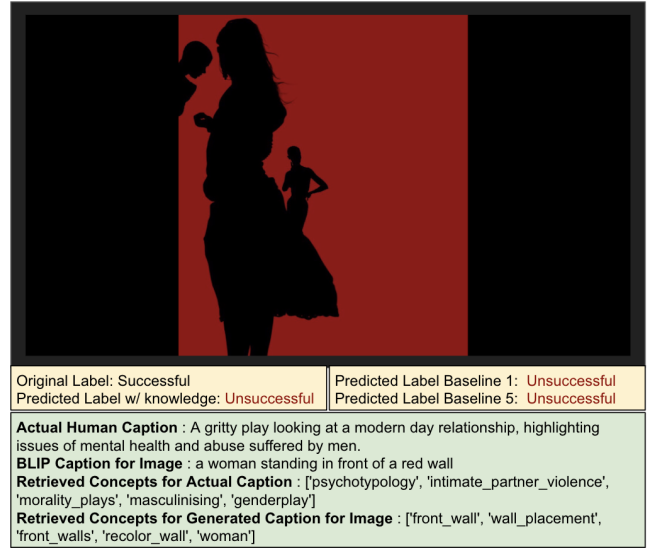 Original Label: Successful
Predicted Label w/ knowledge: Unsuccessful
Predicted Label Baseline 1: Unsuccessful
Predicted Label Baseline 5: Unsuccessful
Actual Human Caption : A gritty play looking at a modern day relationship, highlighting
issues of mental health and abuse suffered by men.
BLIP Caption for Image : a woman standing in front of a red wall
Retrieved Concepts for Actual Caption : ['psychotypology', 'intimate_partner_violence',
'morality_plays', 'masculinising', 'genderplay']
Retrieved Concepts for Generated Caption for Image : ['front_wall', 'wall_placement',
'front_walls', 'recolor_wall', 'woman']